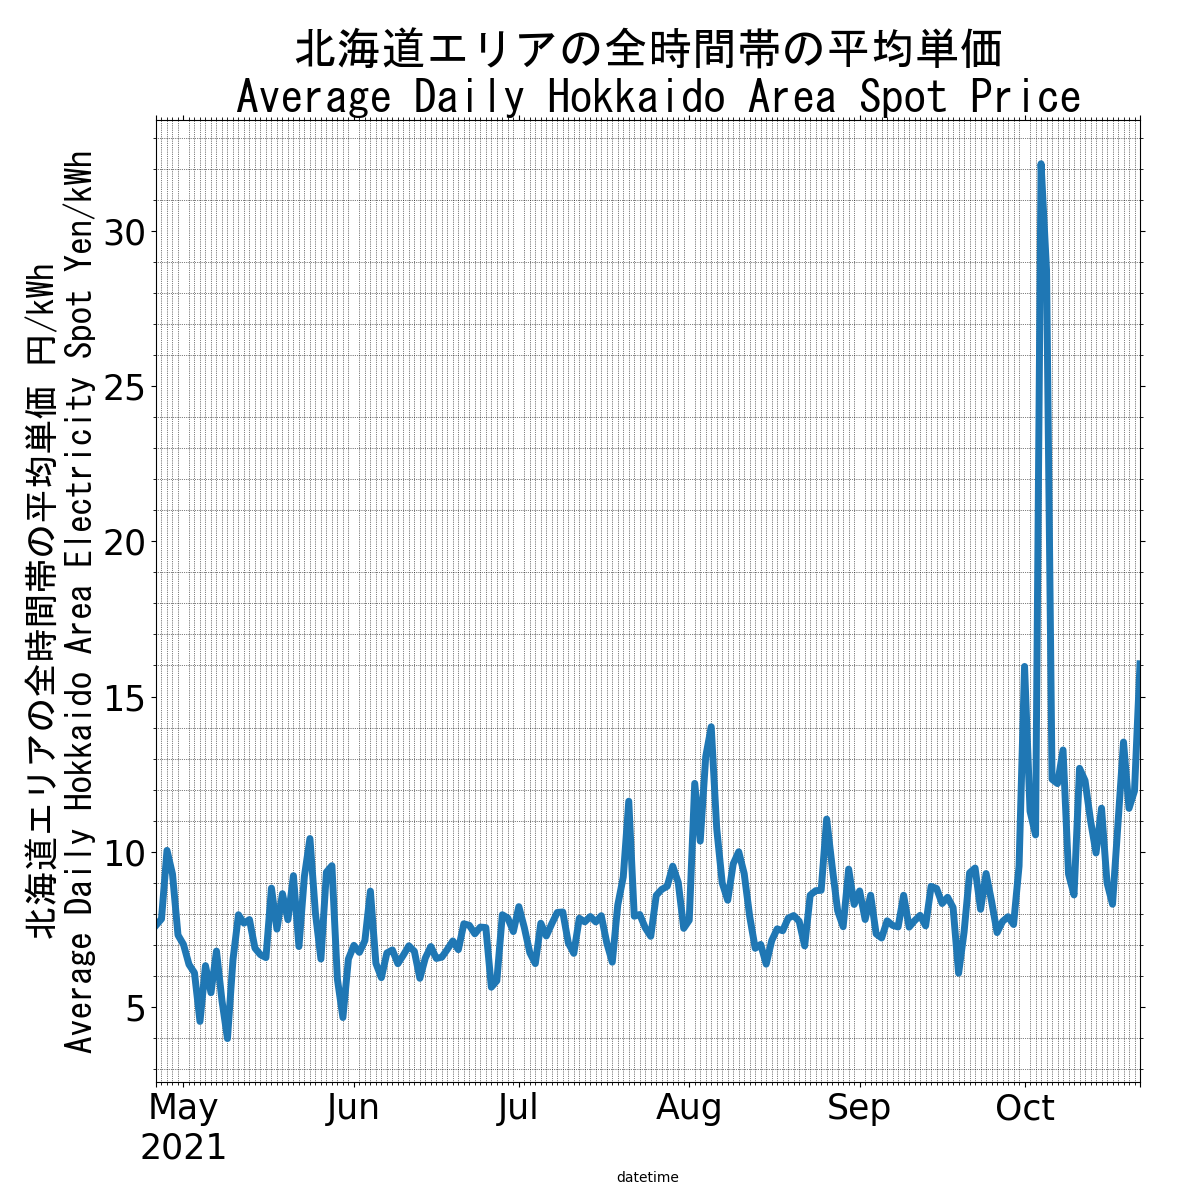 北海道エリアの全時間帯の平均単価
Average Daily Hokkaido Area Spot Price
北海道エリアの全時間帯の平均単価 円/kWh
Average Daily Hokkaido Area Electricity Spot Yen/kWh
30
25
20
15
10
5
May
2021
Jun
Jul
Aug
Sep
Oct
datetime